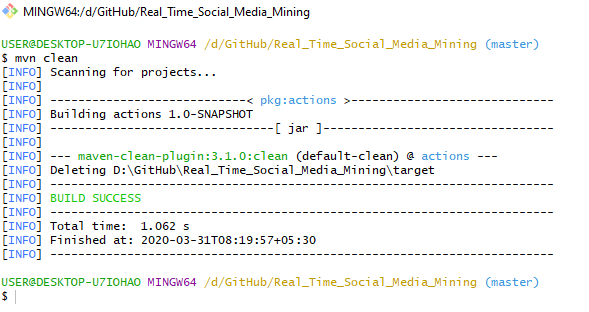 MINGW64:/d/GitHub/Real_Time_Social_Media_Mining
USER@DESKTOP-U7IOHAO MINGW64 /d/GitHub/Real_Time_Social_Media_Mining (master)
$ mvn clean
[INFO] Scanning for projects...
[INFO]
[INFO] ----------------------------< pkg:actions >-----------------------------
[INFO] Building actions 1.0-SNAPSHOT
[INFO] --------------------------------[ jar ]---------------------------------
[INFO]
[INFO] --- maven-clean-plugin:3.1.0:clean (default-clean) @ actions ---
[INFO] Deleting D:\GitHub\Real_Time_Social_Media_Mining\target
[INFO] ------------------------------------------------------------------------
[INFO] BUILD SUCCESS
[INFO] ------------------------------------------------------------------------
[INFO] Total time:  1.062 s
[INFO] Finished at: 2020-03-31T08:19:57+05:30
[INFO] ------------------------------------------------------------------------
USER@DESKTOP-U7IOHAO MINGW64 /d/GitHub/Real_Time_Social_Media_Mining (master)
$